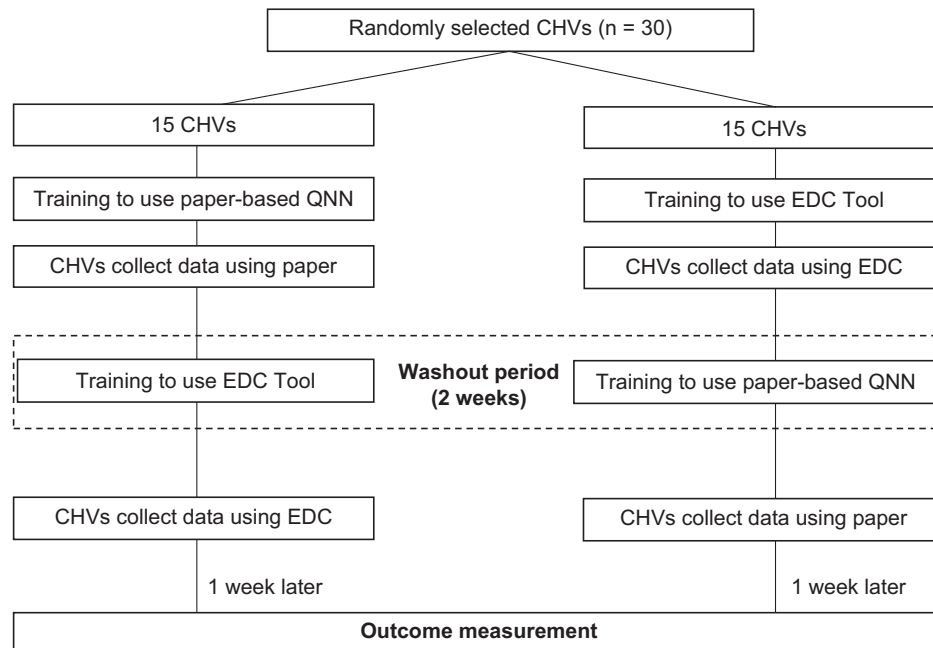 Randomly selected CHVs (n = 30)
15 CHVs
15 CHVs
Training to use paper-based QNN
Training to use EDC Tool
CHVs collect data using paper
CHVs collect data using EDC
Training to use EDC Tool
Washout period
(2 weeks)
Training to use paper-based QNN
CHVs collect data using EDC
CHVs collect data using paper
1 week later
1 week later
Outcome measurement